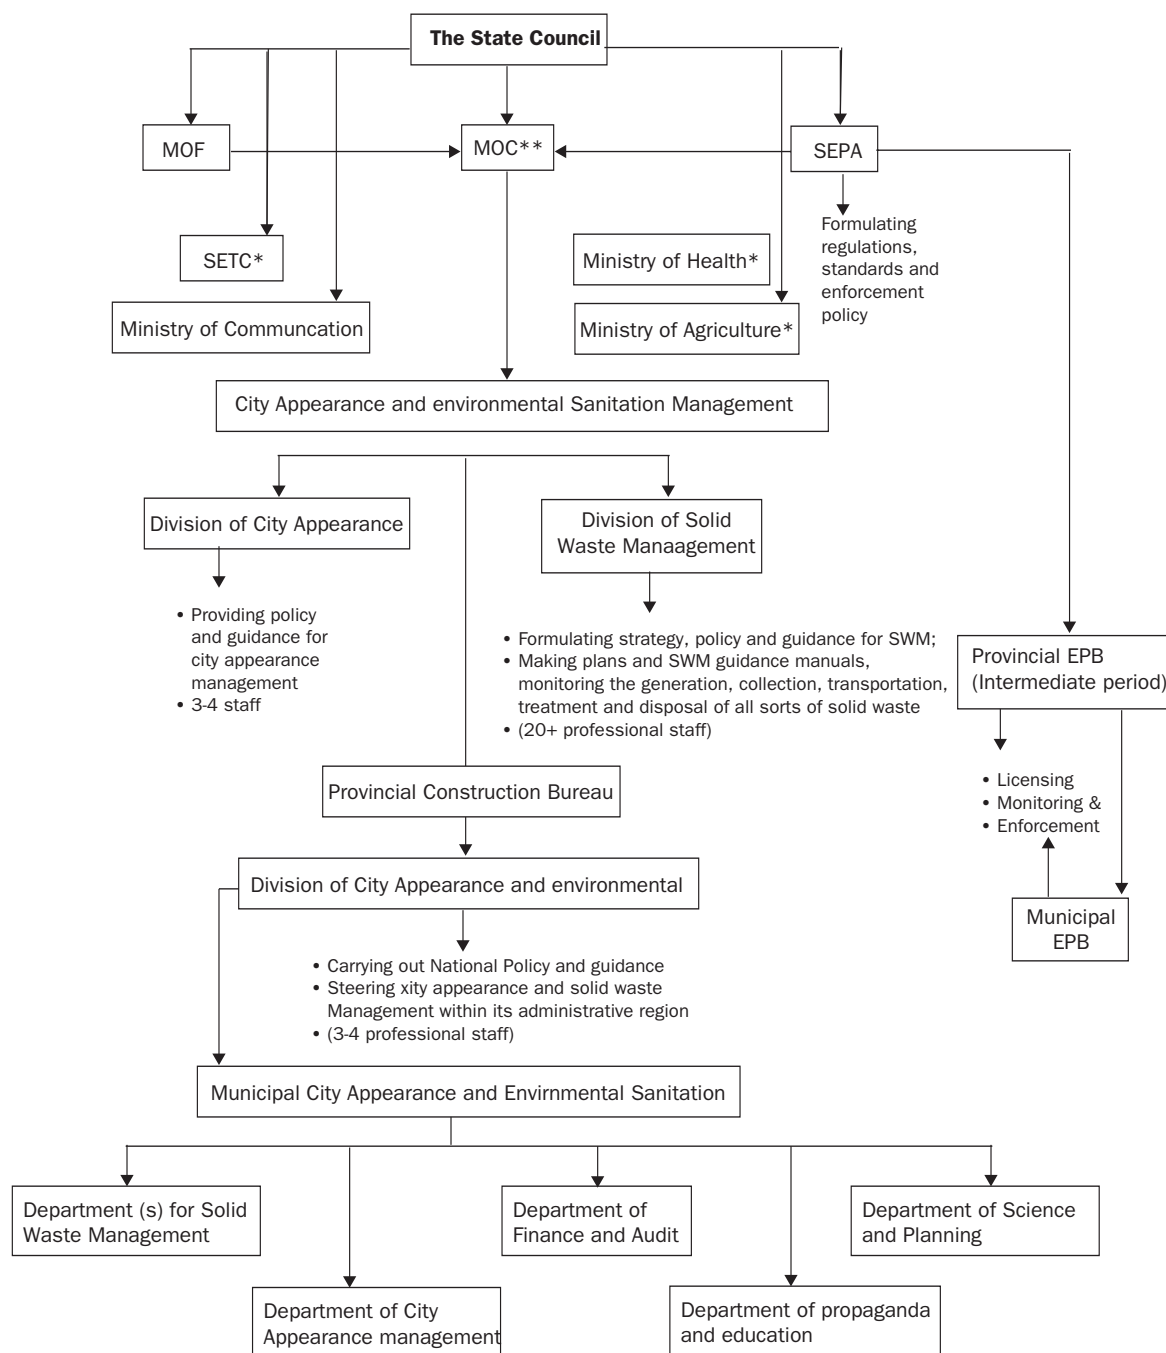 The State Council
MOF
MOC**
SEPA
SETC*
Ministry of Health*
Formulating
regulations,
standards and
enforcement
policy
Ministry of Communcation
Ministry of Agriculture*
City Appearance and environmental Sanitation Management
Division of City Appearance
Division of Solid
Waste Manaagement
• Providing policy
and guidance for
city appearance
management
• 3-4 staff
• Formulating strategy, policy and guidance for SWM;
• Making plans and SWM guidance manuals,
monitoring the generation, collection, transportation,
treatment and disposal of all sorts of solid waste
• (20+ professional staff)
Provincial EPB
(Intermediate period)
• Licensing
• Monitoring &
• Enforcement
Provincial Construction Bureau
Division of City Appearance and environmental
Municipal
EPB
• Carrying out National Policy and guidance
• Steering xity appearance and solid waste
Management within its administrative region
• (3-4 professional staff)
Municipal City Appearance and Envirnmental Sanitation
Department (s) for Solid
Waste Management
Department of
Finance and Audit
Department of Science
and Planning
Department of City
Appearance management
Department of propaganda
and education